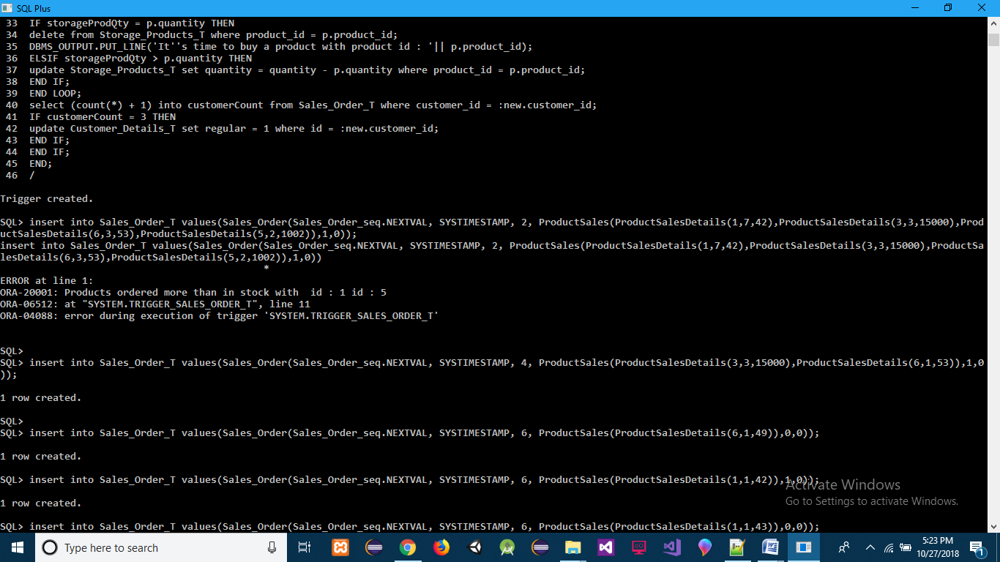 SQL Plus
33 IF storageProdQty = p.quantity THEN
34 delete from Storage_Products_T where product_id = p.product_id;
35 DBMS_OUTPUT.PUT_LINE('It''s time to buy a product with product id : '|| p.product_id);
36 ELSIF storageProdQty > p.quantity THEN
37 update Storage_Products_T set quantity = quantity - p.quantity where product_id = p.product_id;
38 END IF;
39 END LOOP;
40 select (count(*) + 1) into customerCount from Sales_Order_T where customer_id = :new.customer_id;
41 IF customerCount = 3 THEN
42 update Customer_Details_T set regular = 1 where id = :new.customer_id;
43 END IF;
44 END IF;
45 END;
46 /
Trigger created.
SQL> insert into Sales_Order_T values(Sales_Order(Sales_Order_seq.NEXTVAL, SYSTIMESTAMP, 2, ProductSales(ProductSalesDetails(1,7,42),ProductSalesDetails(3,3,15000),Prod
uctSalesDetails(6,3,53),ProductSalesDetails(5,2,1002)),1,0));
insert into Sales_Order_T values(Sales_Order(Sales_Order_seq.NEXTVAL, SYSTIMESTAMP, 2, ProductSales(ProductSalesDetails(1,7,42),ProductSalesDetails(3,3,15000),ProductSa
lesDetails(6,3,53),ProductSalesDetails(5,2,1002)),1,0))
*
ERROR at line 1:
ORA-20001: Products ordered more than in stock with  id : 1 id : 5
ORA-06512: at "SYSTEM.TRIGGER_SALES_ORDER_T", line 11
ORA-04088: error during execution of trigger 'SYSTEM.TRIGGER_SALES_ORDER_T'
SQL>
SQL> insert into Sales_Order_T values(Sales_Order(Sales_Order_seq.NEXTVAL, SYSTIMESTAMP, 4, ProductSales(ProductSalesDetails(3,3,15000),ProductSalesDetails(6,1,53)),1,0
));
1 row created.
SQL>
SQL> insert into Sales_Order_T values(Sales_Order(Sales_Order_seq.NEXTVAL, SYSTIMESTAMP, 6, ProductSales(ProductSalesDetails(6,1,49)),0,0));
1 row created.
SQL> insert into Sales_Order_T values(Sales_Order(Sales_Order_seq.NEXTVAL, SYSTIMESTAMP, 6, ProductSales(ProductSalesDetails(1,1,42)),1,0));
Activate Windows
Go to Settings to activate Windows.
1 row created.
SQL> insert into Sales_Order_T values(Sales_Order(Sales_Order_seq.NEXTVAL, SYSTIMESTAMP, 6, ProductSales(ProductSalesDetails(1,1,43)),0,0));
Type here to search
5:23 PM
10/27/2018
1